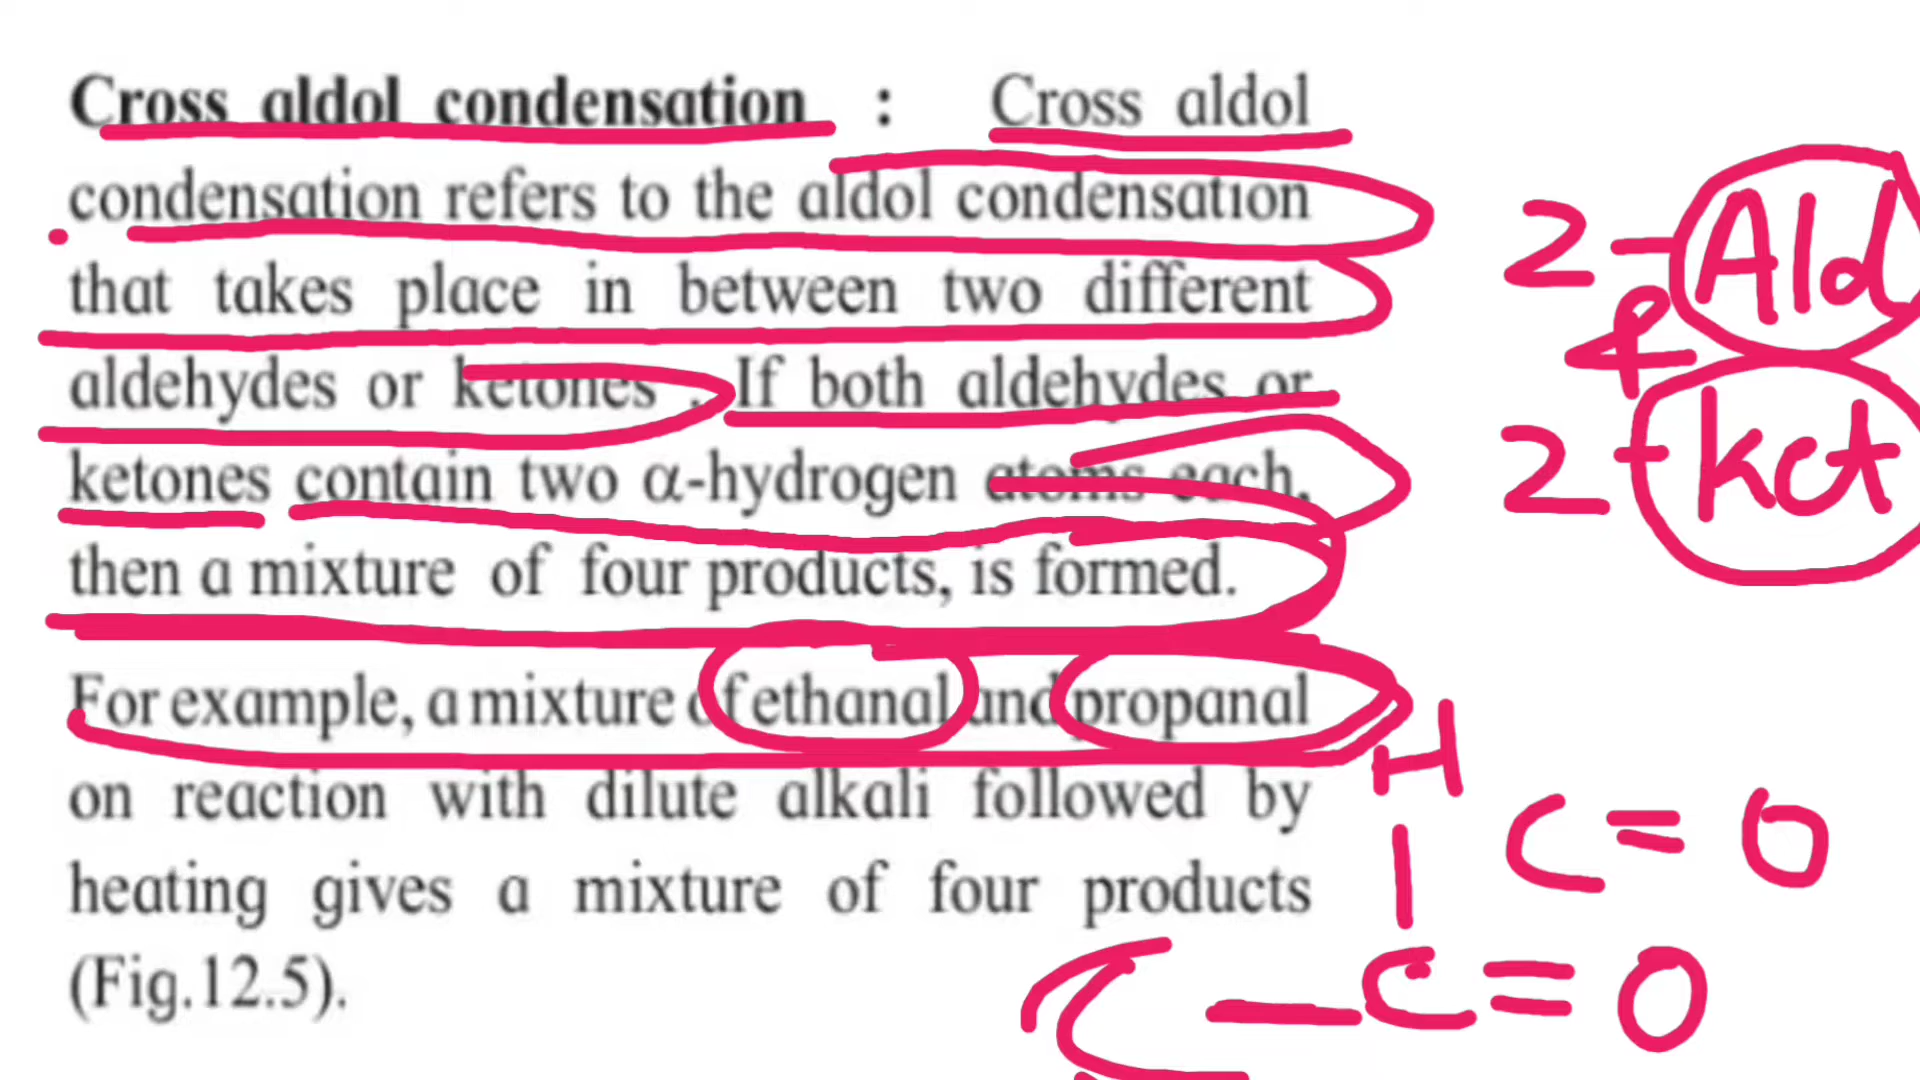 Cross aldol condensation : Cross aldol
condensation refers to the aldol condensation
that takes place in between two different
aldehydes or ketones . If both aldehydes or
ketones contain two α-hydrogen atoms each,
then a mixture of four products, is formed.
For example, a mixture of ethanal and propanal
on reaction with dilute alkali followed by
heating gives a mixture of four products
(Fig.12.5).
2-Ald
&
2-ket
H
C=O
C-C=O